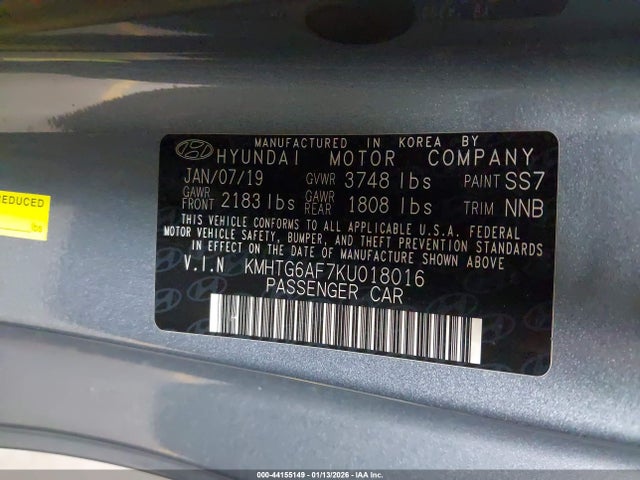 MANUFACTURED IN KOREA BY
HYUNDAI MOTOR COMPANY
JAN/07/19 GVWR 3748 lbs PAINT SS7
GAWR FRONT 2183 lbs GAWR REAR 1808 lbs TRIM NNB
THIS VEHICLE CONFORMS TO ALL APPLICABLE U.S.A. FEDERAL
MOTOR VEHICLE SAFETY, BUMPER, AND THEFT PREVENTION STANDARDS
IN EFFECT ON THE DATE OF MANUFACTURE SHOWN ABOVE.
V.I.N KMHTG6AF7KU018016
PASSENGER CAR
REDUCED
lbs
000-44155149 - 01/13/2026 - IAA Inc.